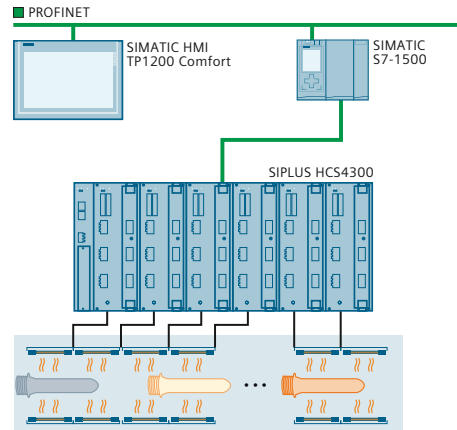 PROFINET
SIMATIC HMI
TP1200 Comfort
SIMATIC
S7-1500
SIPLUS HCS4300